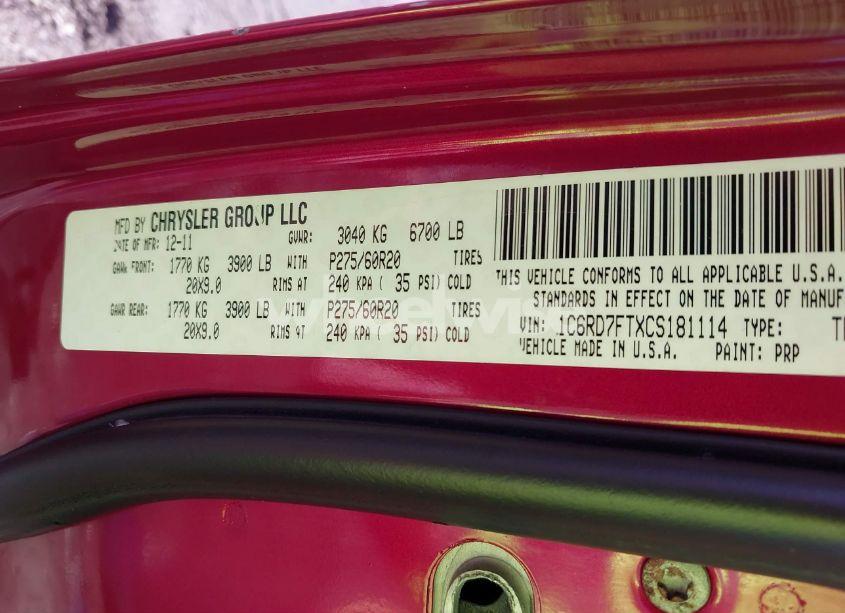 MFD BY CHRYSLER GROUP LLC
DATE OF MFR: 12-11 GVWR: 3040 KG 6700 LB
GAWR FRONT: 1770 KG 3900 LB WITH P275/60R20 TIRES
20X9.0 RIMS AT 240 KPA ( 35 PSI) COLD
GAWR REAR: 1770 KG 3900 LB WITH P275/60R20 TIRES
20X9.0 RIMS AT 240 KPA ( 35 PSI) COLD
THIS VEHICLE CONFORMS TO ALL APPLICABLE U.S.A.
STANDARDS IN EFFECT ON THE DATE OF MANUF
VIN: 1C6RD7FTXCS181114 TYPE:
VEHICLE MADE IN U.S.A. PAINT: PRP